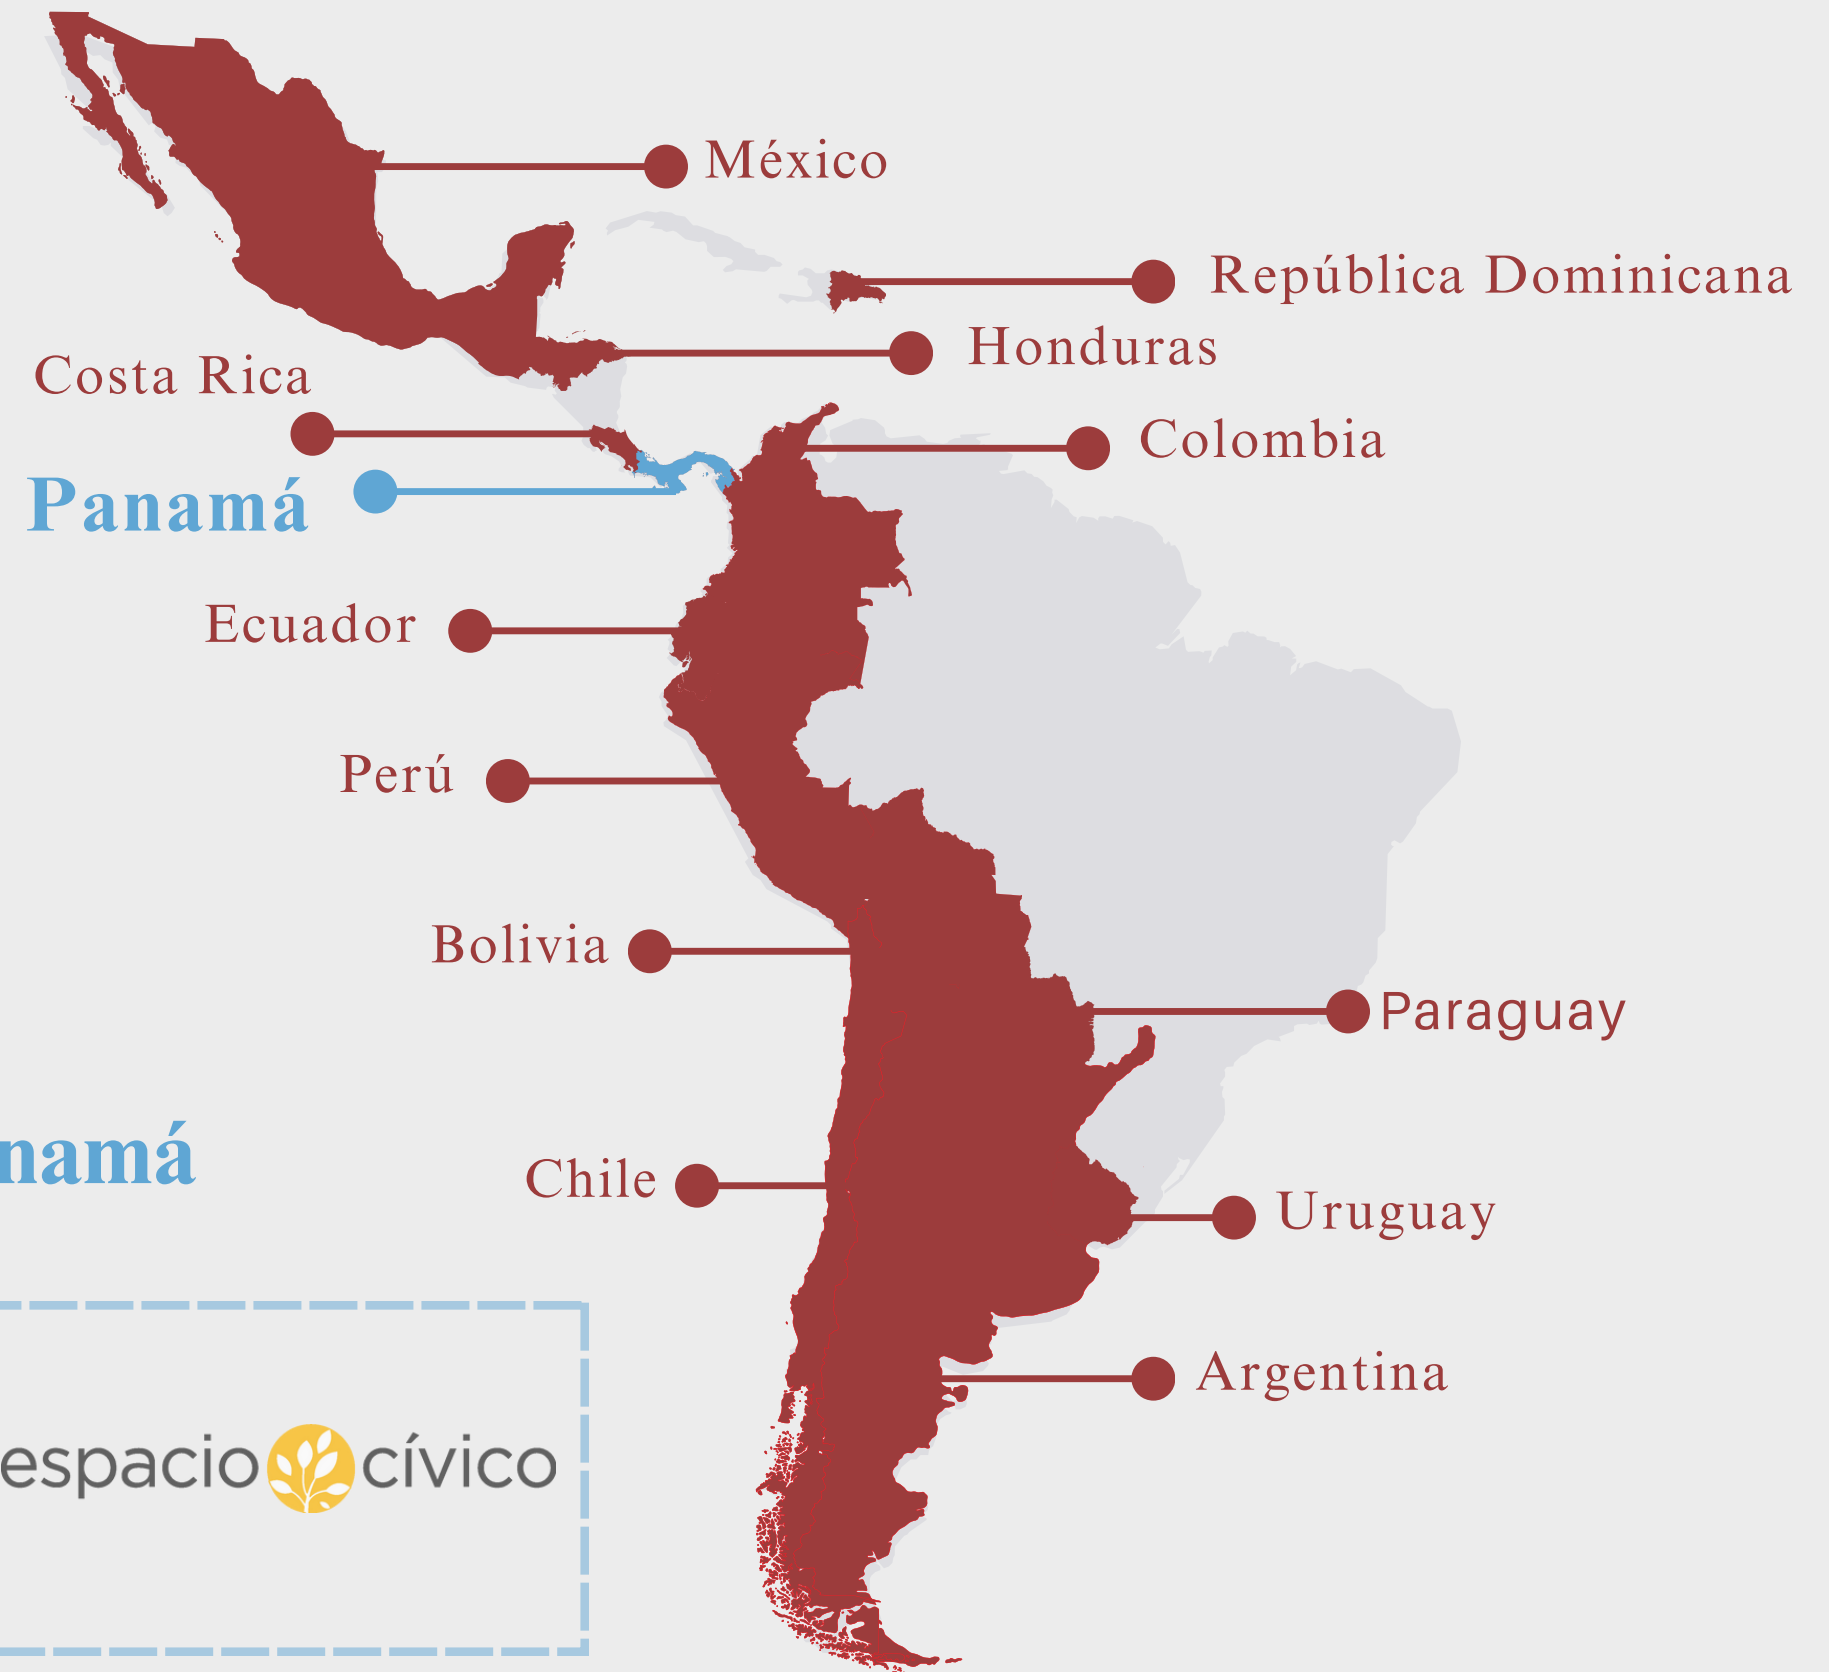 México
República Dominicana
Honduras
Costa Rica
Colombia
Panamá
Ecuador
Perú
Bolivia
Paraguay
namá
Chile
Uruguay
Argentina
espacio cívico